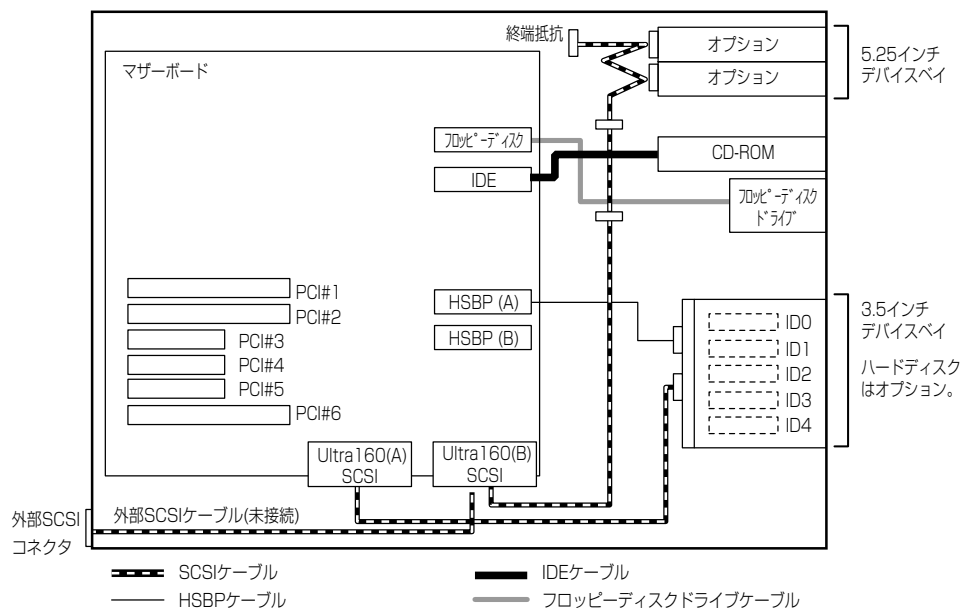 終端抵抗
オプション
オプション
5.25インチ
デバイスベイ
マザーボード
フロッピーディスク
IDE
CD-ROM
フロッピーディスク
ドライブ
PCI#1
PCI#2
PCI#3
PCI#4
PCI#5
PCI#6
HSBP (A)
HSBP (B)
ID0
ID1
ID2
ID3
ID4
3.5インチ
デバイスベイ
ハードディスク
はオプション。
Ultra160(A)
SCSI
Ultra160(B)
SCSI
外部SCSI
コネクタ
外部SCSIケーブル(未接続)
SCSIケーブル
IDEケーブル
HSBPケーブル
フロッピーディスクドライブケーブル